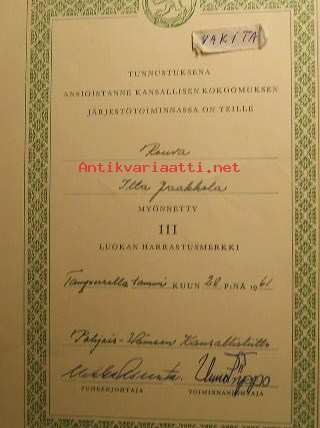 VAKITA
TUNNUSTUKSENA
ANSIOISTANNE KANSALLISEN KOKOOMUKSEN
JÄRJESTÖTOIMINNASSA ON TEILLE
Rouva
Antikvariaatti.net
Ilta Jaakkola
MYÖNNETTY
III
LUOKAN HARRASTUSMERKKI
Tampereella tammi KUUN 28 P:NÄ 1961
Pohjois-Hämeen Kansallisliitto
PUHEENJOHTAJA TOIMINNANJOHTAJA